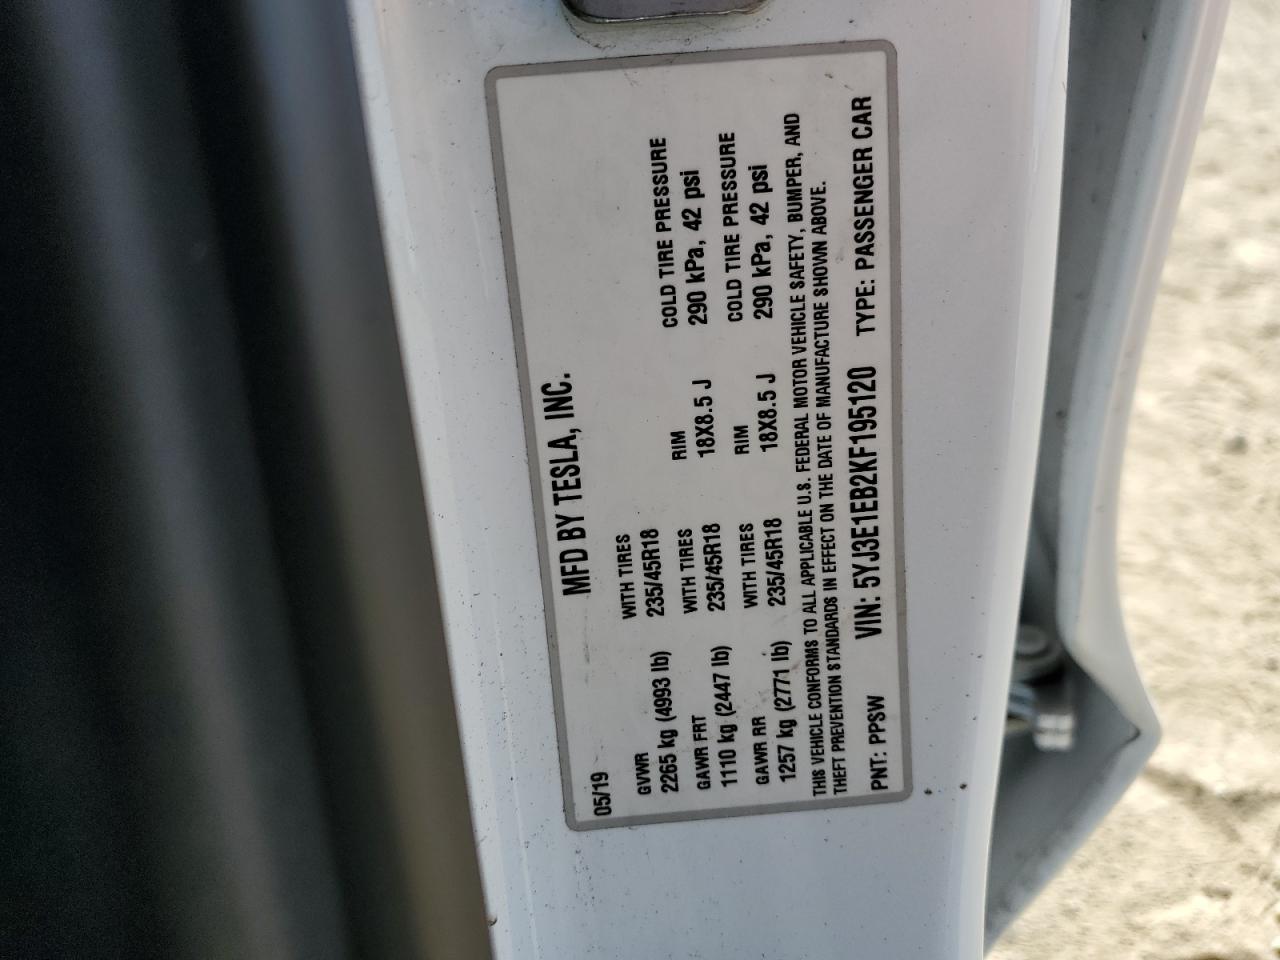 MFD BY TESLA, INC.
05/19
GVWR WITH TIRES
2265 kg (4993 lb) 235/45R18
GAWR FRT WITH TIRES RIM COLD TIRE PRESSURE
1110 kg (2447 lb) 235/45R18 18X8.5 J 290 kPa, 42 psi
GAWR RR WITH TIRES RIM COLD TIRE PRESSURE
1257 kg (2771 lb) 235/45R18 18X8.5 J 290 kPa, 42 psi
THIS VEHICLE CONFORMS TO ALL APPLICABLE U.S. FEDERAL MOTOR VEHICLE SAFETY, BUMPER, AND
THEFT PREVENTION STANDARDS IN EFFECT ON THE DATE OF MANUFACTURE SHOWN ABOVE.
PNT: PPSW VIN: 5YJ3E1EB2KF195120 TYPE: PASSENGER CAR